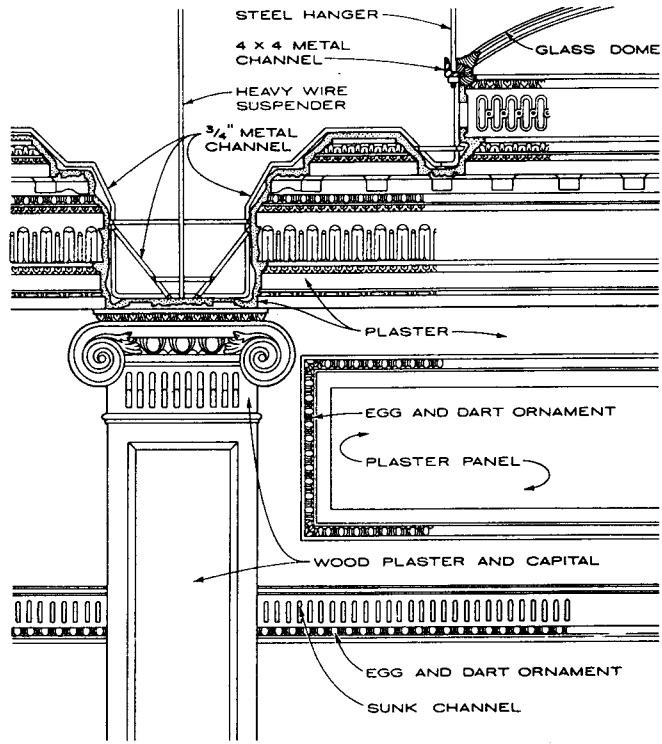 STEEL HANGER
4 X 4 METAL
CHANNEL
GLASS DOME
HEAVY WIRE
SUSPENDER
3/4" METAL
CHANNEL
PLASTER
EGG AND DART ORNAMENT
PLASTER PANEL
WOOD PLASTER AND CAPITAL
EGG AND DART ORNAMENT
SUNK CHANNEL